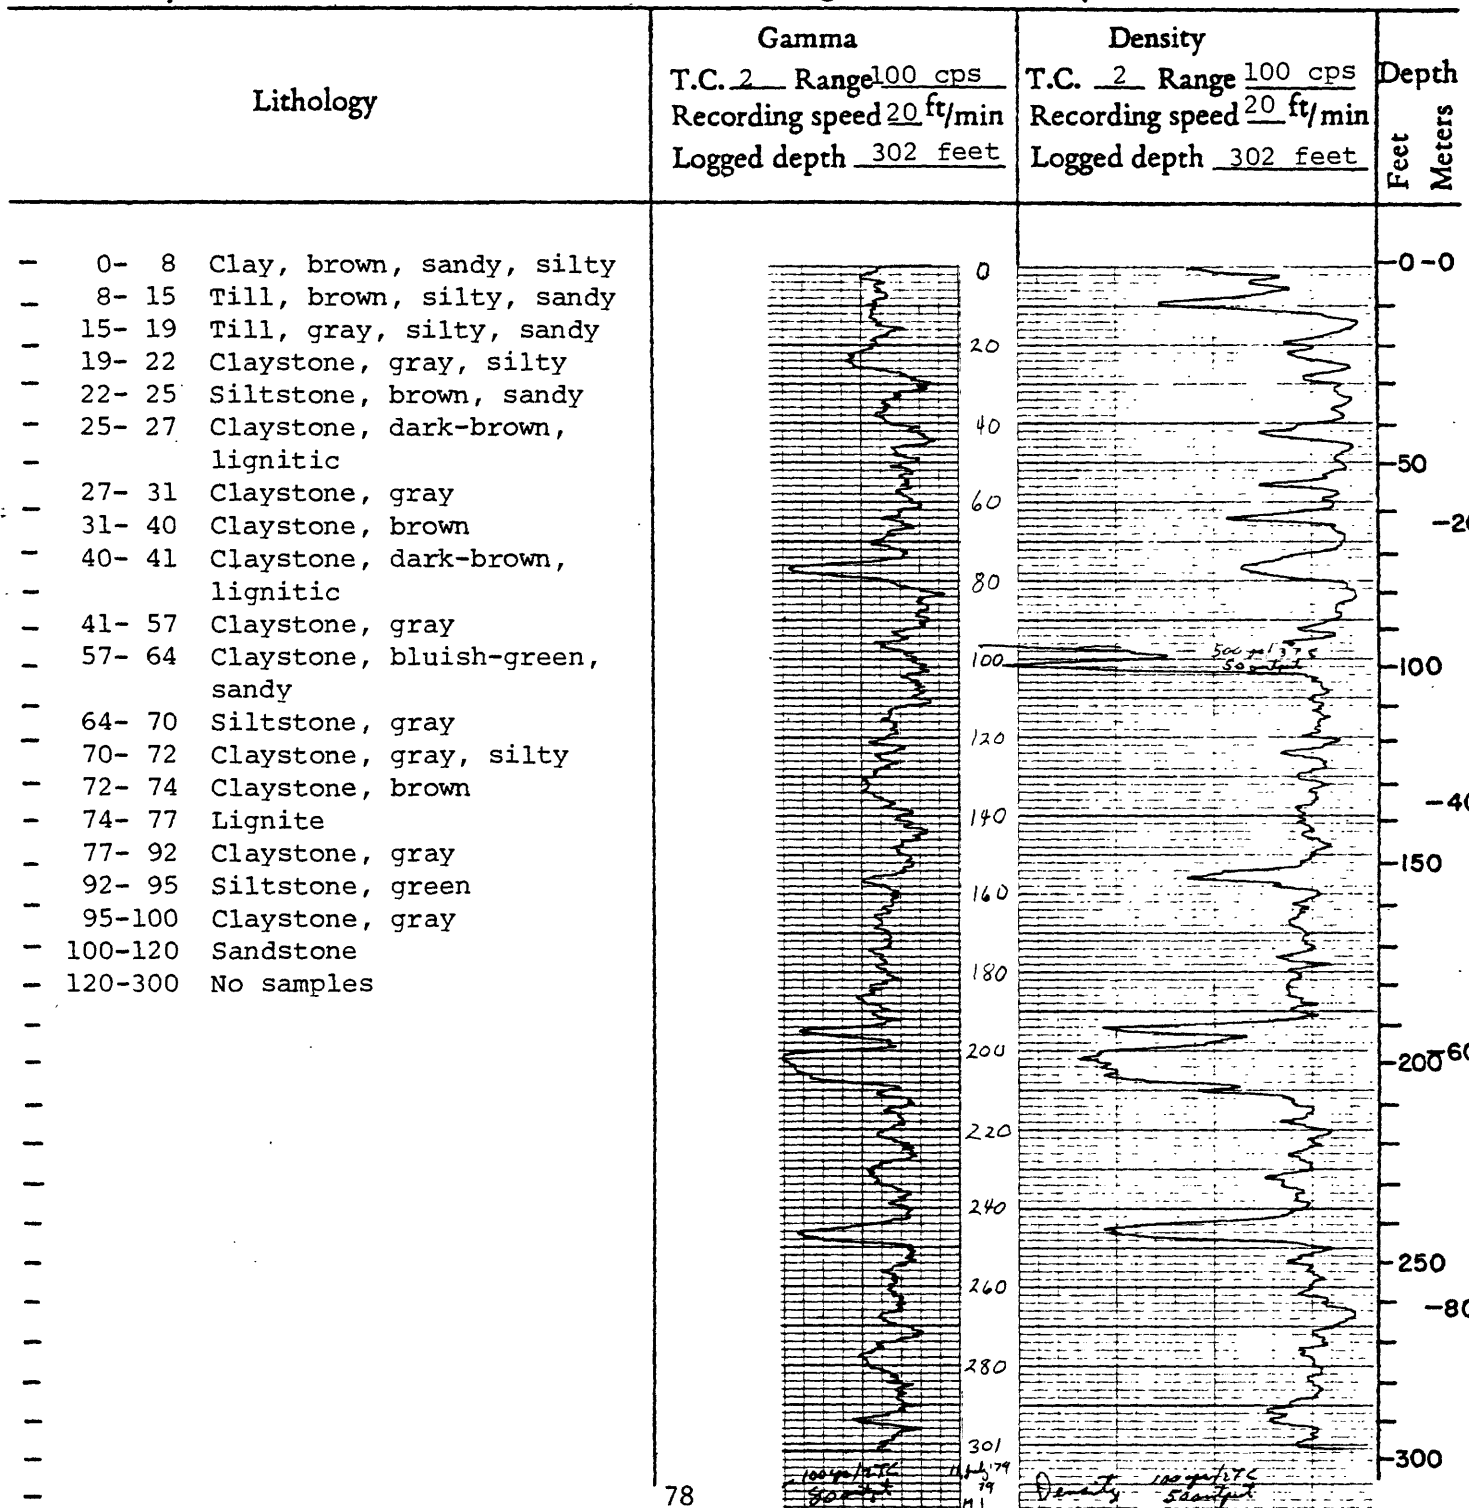 Lithology
Gamma
T.C. 2 Range 100 cps
Recording speed 20 ft/min
Logged depth 302 feet
Density
T.C. 2 Range 100 cps
Recording speed 20 ft/min
Logged depth 302 feet
Depth
Feet
Meters
0- 8 Clay, brown, sandy, silty
8- 15 Till, brown, silty, sandy
15- 19 Till, gray, silty, sandy
19- 22 Claystone, gray, silty
22- 25 Siltstone, brown, sandy
25- 27 Claystone, dark-brown,
lignitic
27- 31 Claystone, gray
31- 40 Claystone, brown
40- 41 Claystone, dark-brown,
lignitic
41- 57 Claystone, gray
57- 64 Claystone, bluish-green,
sandy
64- 70 Siltstone, gray
70- 72 Claystone, gray, silty
72- 74 Claystone, brown
74- 77 Lignite
77- 92 Claystone, gray
92- 95 Siltstone, green
95-100 Claystone, gray
100-120 Sandstone
120-300 No samples
0
20
40
60
80
100
120
140
160
180
200
220
240
260
280
301
0-0
50
-20
100
-40
150
200
-60
250
-80
300
Density
78